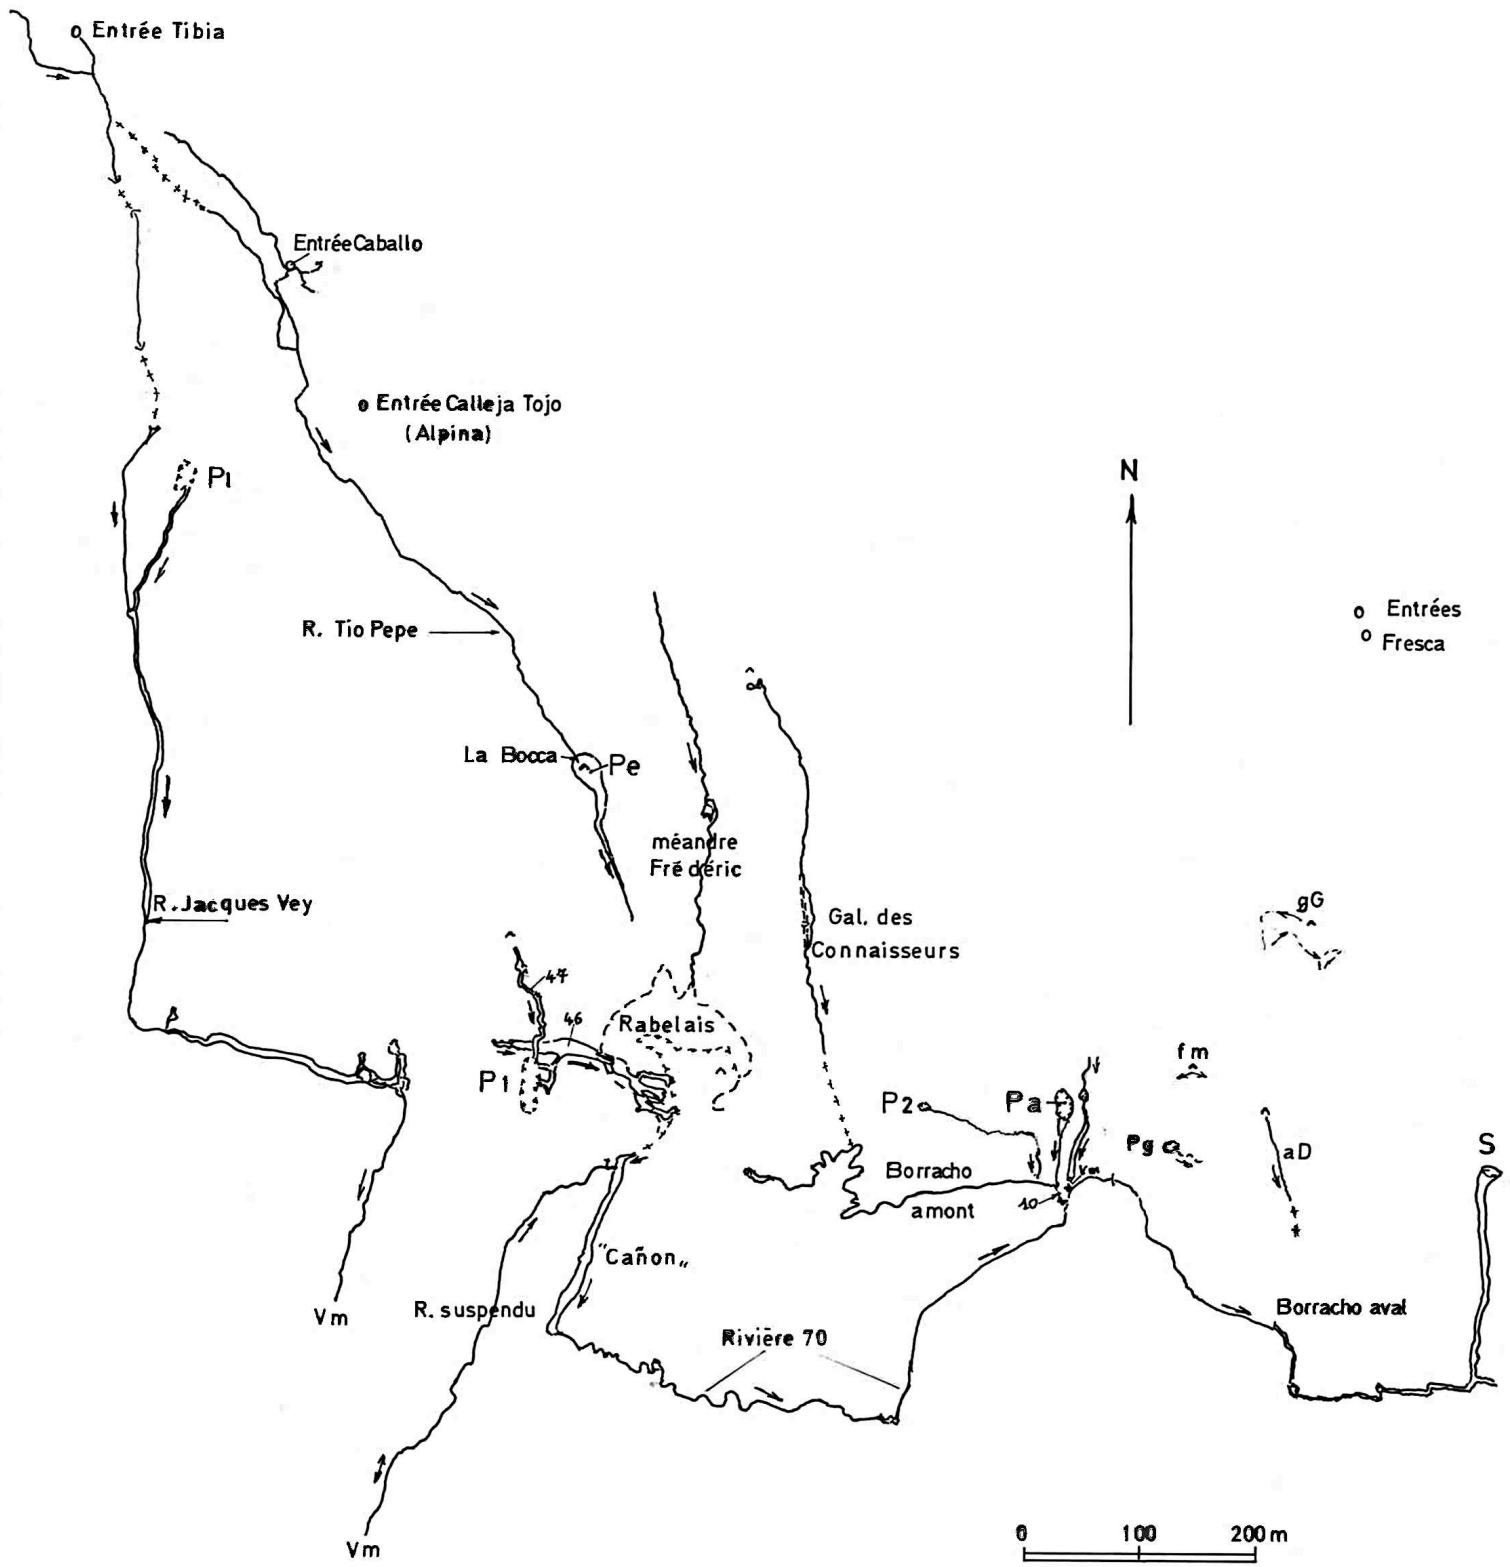 Entrée Tibia
Entrée Caballo
Entrée Calleja Tojo
(Alpina)
P1
N
Entrées
Fresca
R. Tio Pepe
La Bocca
Pe
méandre
Frédéric
R. Jacques Vey
Gal. des
Connaisseurs
gG
47
46
Rabelais
P1
fm
P2
Pa
Pg
aD
S
Vm
Borracho
amont
10
"Cañon„
Vm
R. suspendu
Rivière 70
Borracho aval
0 100 200m
Vm